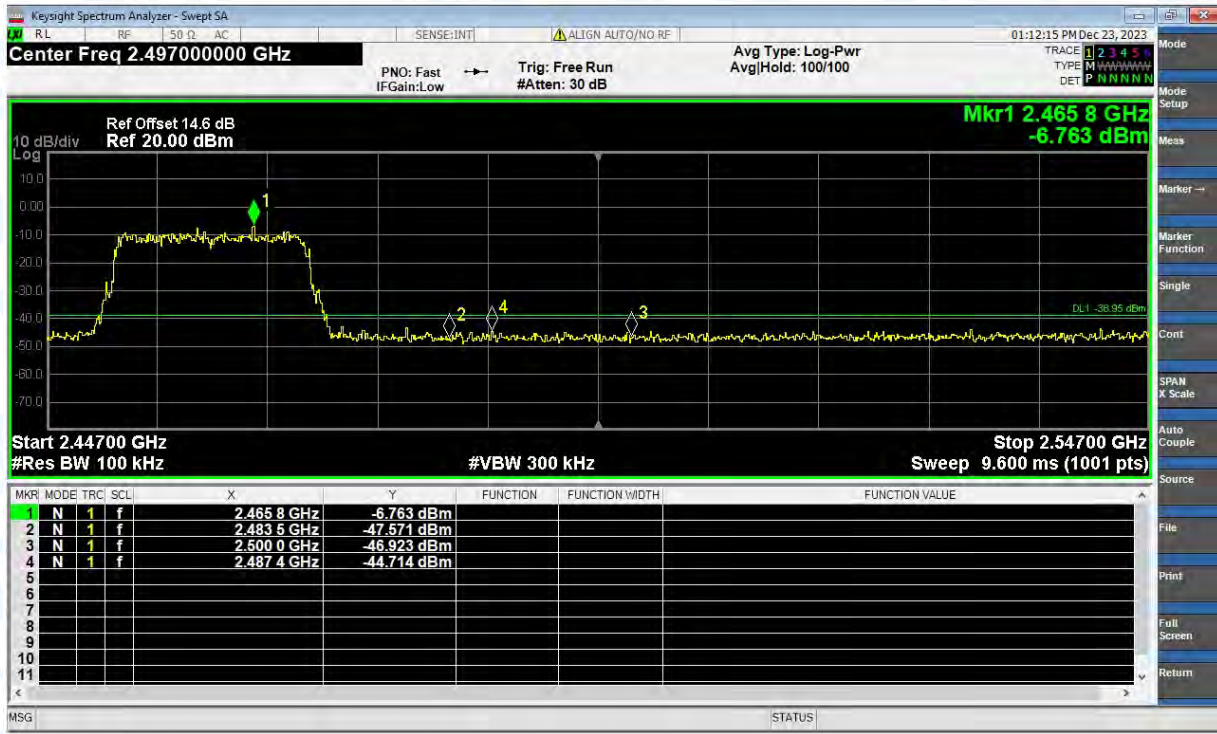 Keysight Spectrum Analyzer - Swept SA
RL RF 50 Ω AC SENSE:INT ALIGN AUTO/NO RF 01:12:15 PM Dec 23, 2023
Center Freq 2.497000000 GHz
PNO: Fast
IFGain:Low
Trig: Free Run
#Atten: 30 dB
Avg Type: Log-Pwr
Avg|Hold: 100/100
TRACE 1 2 3 4 5 6
TYPE M WWWWW
DET P N N N N N
Ref Offset 14.6 dB
10 dB/div Ref 20.00 dBm
Log
Mkr1 2.465 8 GHz
-6.763 dBm
10.0
0.00
-10.0
-20.0
-30.0
-40.0
-50.0
-60.0
-70.0
1
2
4
3
DL1 -36.95 dBm
Start 2.44700 GHz Stop 2.54700 GHz
#Res BW 100 kHz #VBW 300 kHz Sweep 9.600 ms (1001 pts)
MKR MODE TRC SCL X Y FUNCTION FUNCTION WIDTH FUNCTION VALUE
1 N 1 f 2.465 8 GHz -6.763 dBm
2 N 1 f 2.483 5 GHz -47.571 dBm
3 N 1 f 2.500 0 GHz -46.923 dBm
4 N 1 f 2.487 4 GHz -44.714 dBm
5
6
7
8
9
10
11
MSG STATUS
Mode
Mode
Setup
Meas
Marker →
Marker
Function
Single
Cont
SPAN
X Scale
Auto
Couple
Source
File
Print
Full
Screen
Return